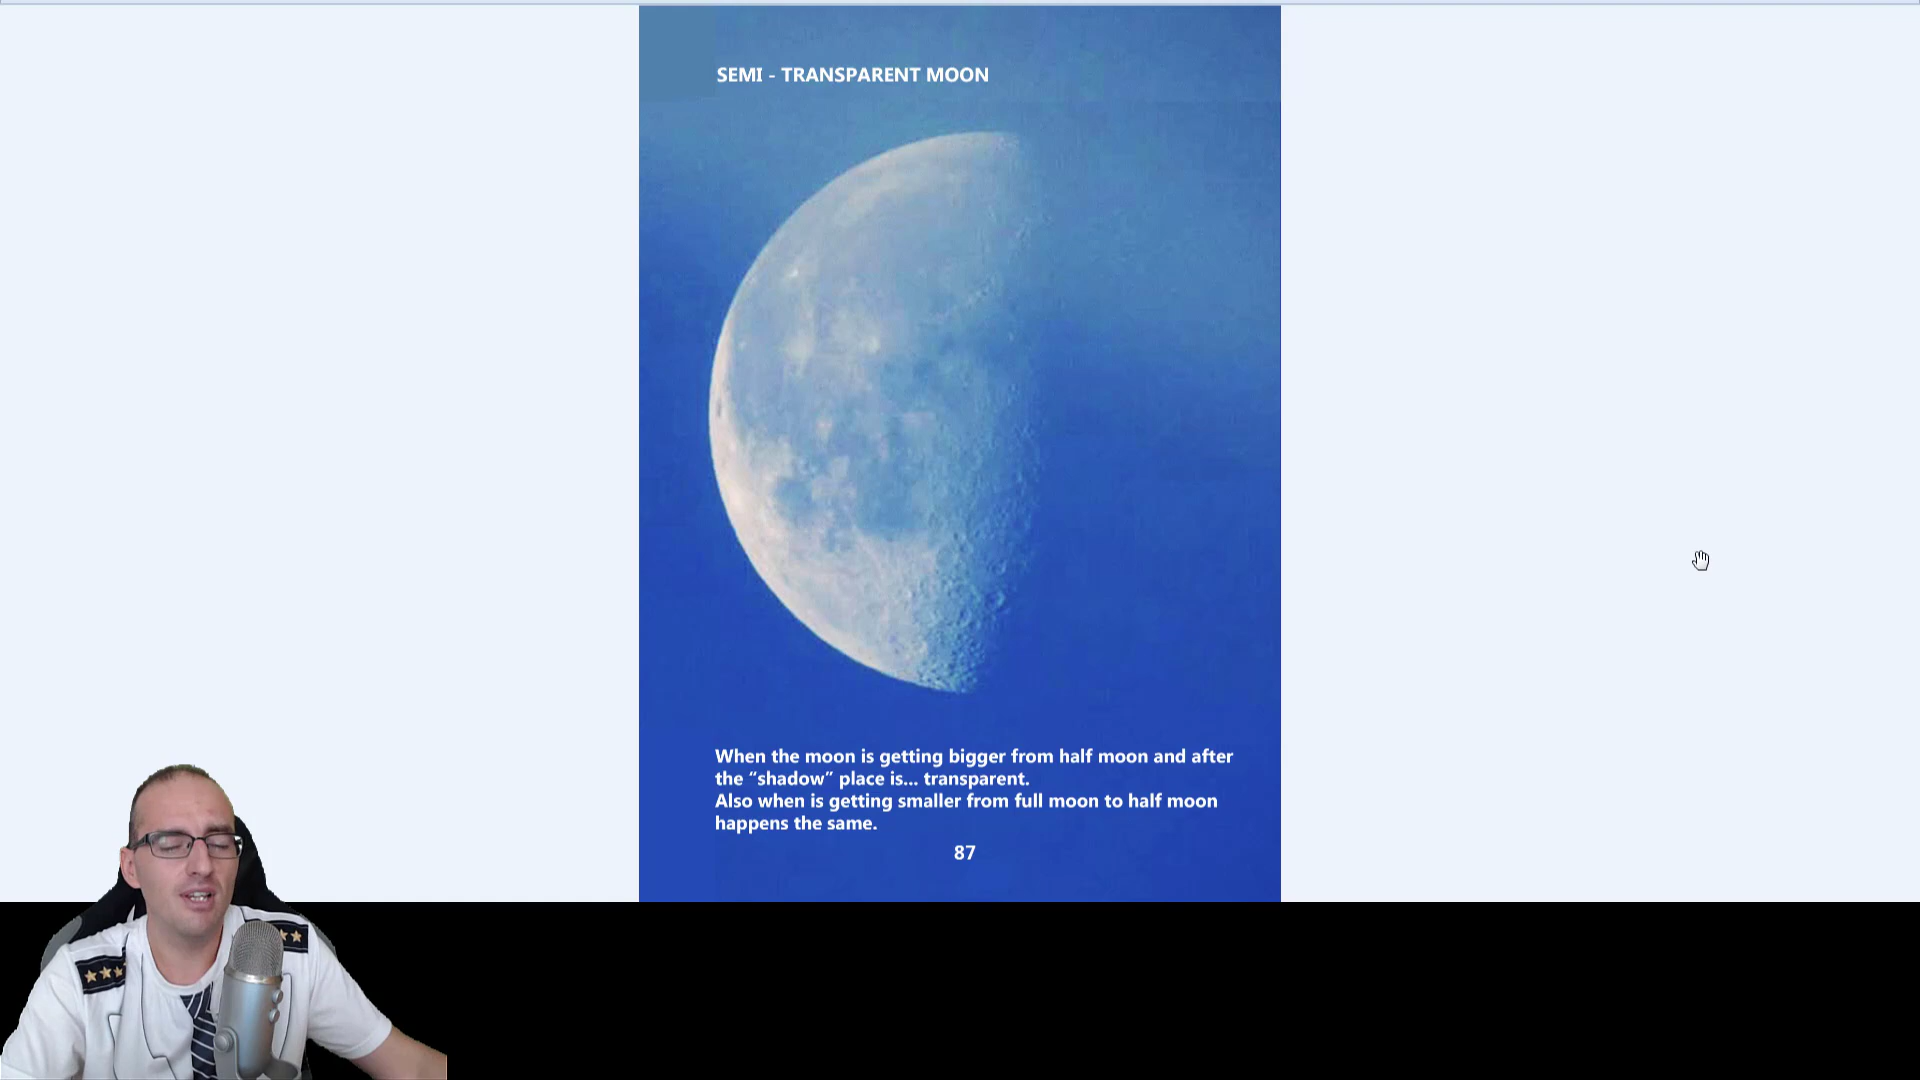 SEMI - TRANSPARENT MOON
When the moon is getting bigger from half moon and after
the “shadow” place is... transparent.
Also when is getting smaller from full moon to half moon
happens the same.
87